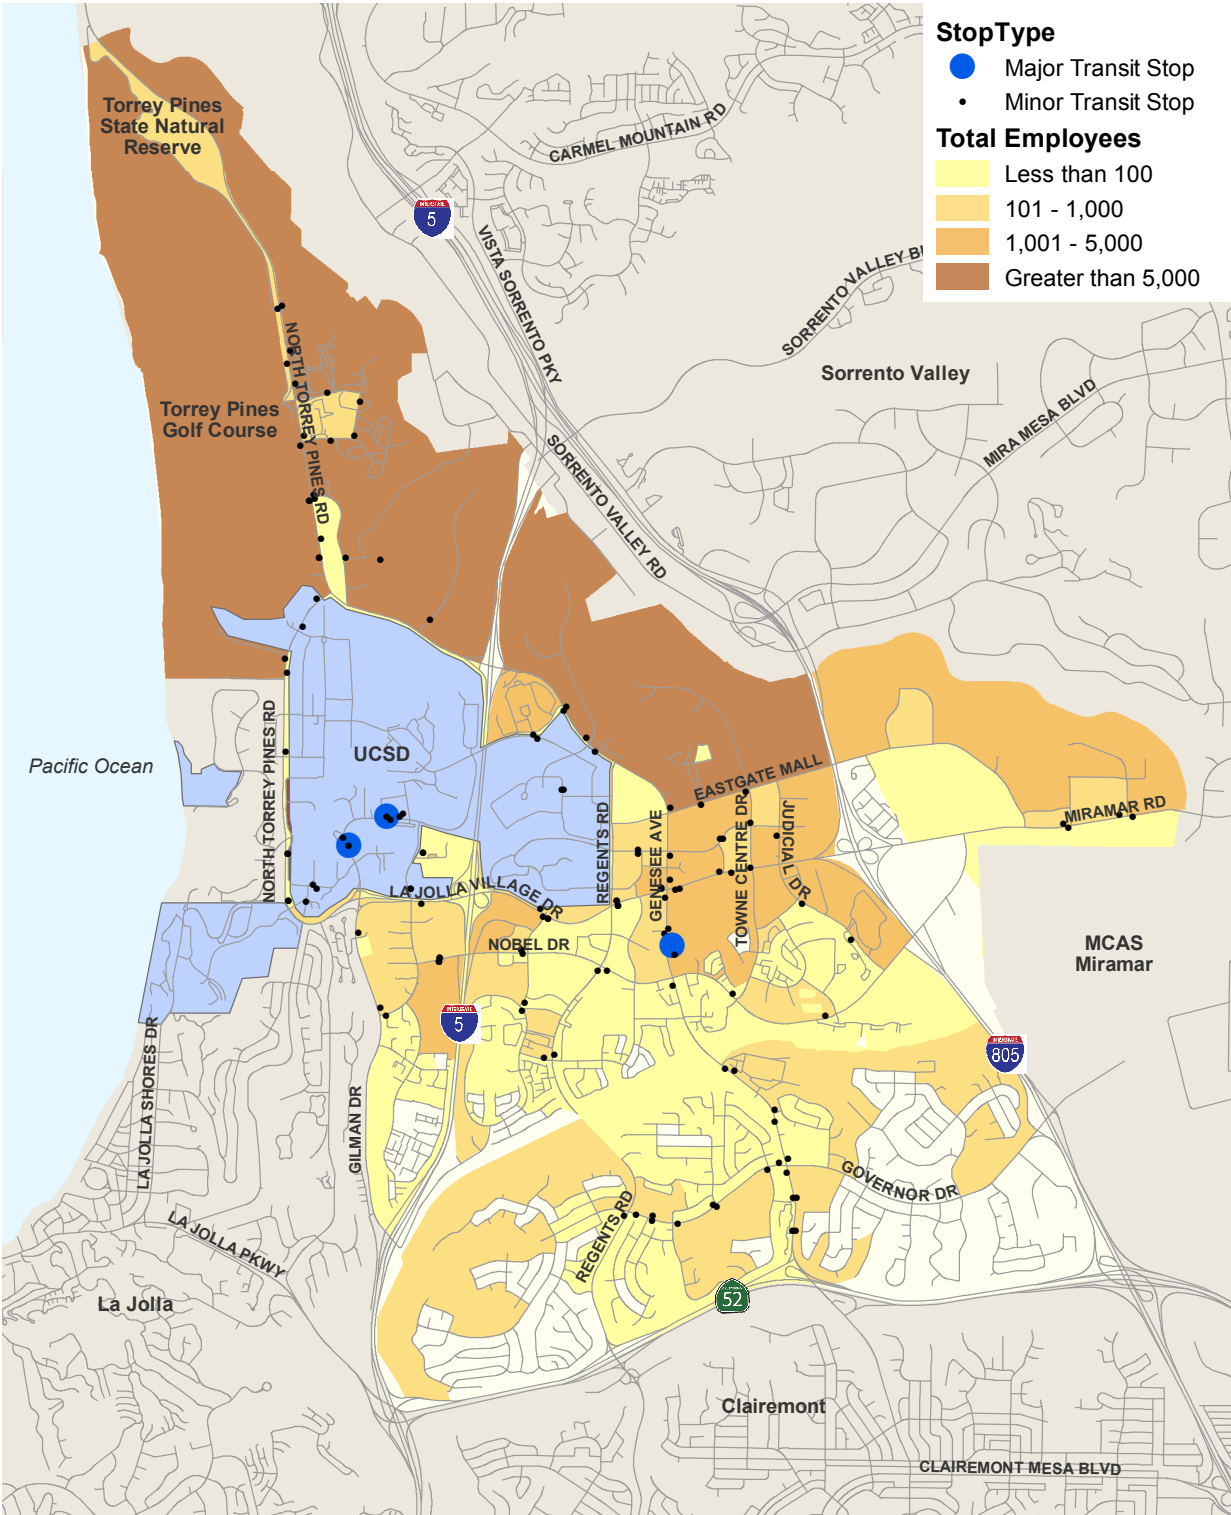 StopType
Major Transit Stop
Minor Transit Stop
Total Employees
Less than 100
101 - 1,000
1,001 - 5,000
Greater than 5,000
Torrey Pines
State Natural
Reserve
CARMEL MOUNTAIN RD
INTERSTATE
5
VISTA SORRENTO PKY
SORRENTO VALLEY
Sorrento Valley
NORTH TORREY PINES RD
Torrey Pines
Golf Course
MIRA MESA BLVD
SORRENTO VALLEY RD
NORTH TORREY PINES RD
UCSD
Pacific Ocean
EASTGATE MALL
REGENTS RD
GENESEE AVE
TOWNE CENTRE DR
JUDICIAL DR
MIRAMAR RD
LA JOLLA VILLAGE DR
NOBEL DR
MCAS
Miramar
INTERSTATE
5
INTERSTATE
805
LA JOLLA SHORES DR
GILMAN DR
GOVERNOR DR
REGENTS RD
LA JOLLA PKWY
La Jolla
52
Clairemont
CLAIREMONT MESA BLVD